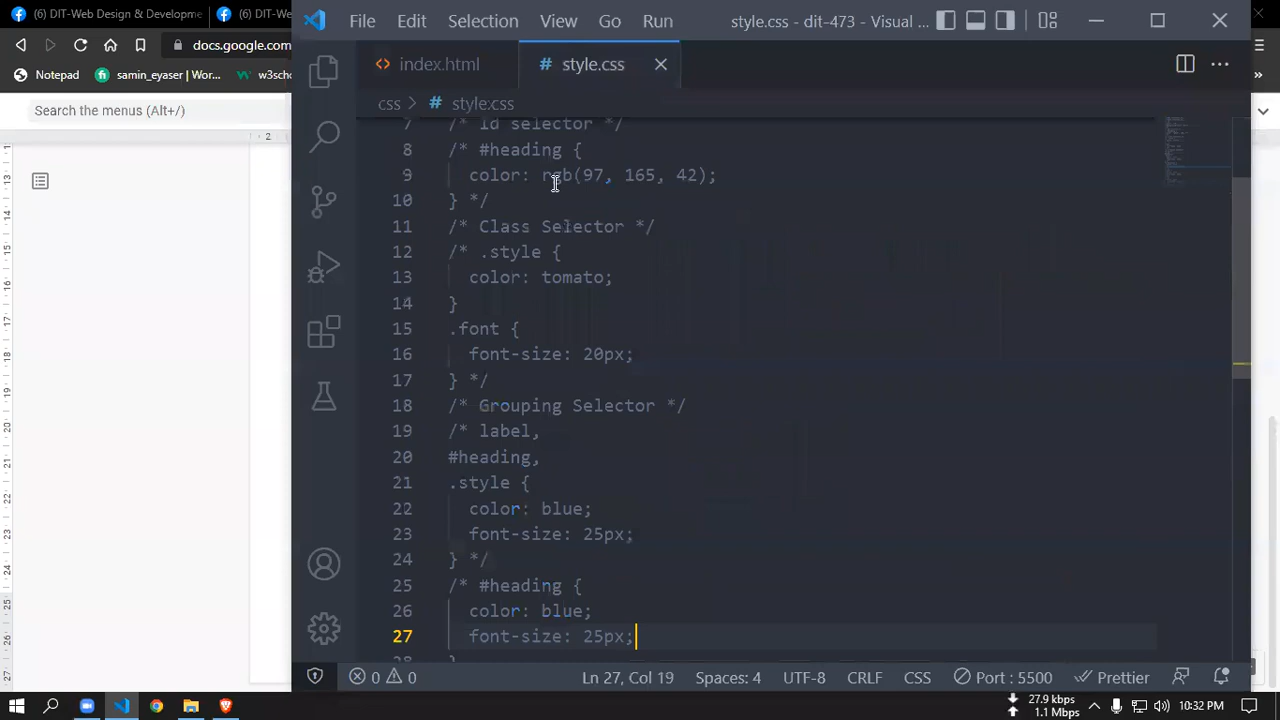 (6) DIT-Web Design & Developme
(6) DIT-W
docs.google.com
Notepad
samin_eyaser | Wor...
w3scho
»
Search the menus (Alt+/)
2
File Edit Selection View Go Run
style.css - dit-473 - Visual ...
index.html
style.css
css > # style.css
7 /* Id selector */
8 /* #heading {
9 color: rgb(97, 165, 42);
10 } */
11 /* Class Selector */
12 /* .style {
13 color: tomato;
14 }
15 .font {
16 font-size: 20px;
17 } */
18 /* Grouping Selector */
19 /* label,
20 #heading,
21 .style {
22 color: blue;
23 font-size: 25px;
24 } */
25 /* #heading {
26 color: blue;
27 font-size: 25px;
28 }
0 0 Ln 27, Col 19 Spaces: 4 UTF-8 CRLF CSS Port : 5500 Prettier
27.9 kbps
1.1 Mbps
10:32 PM